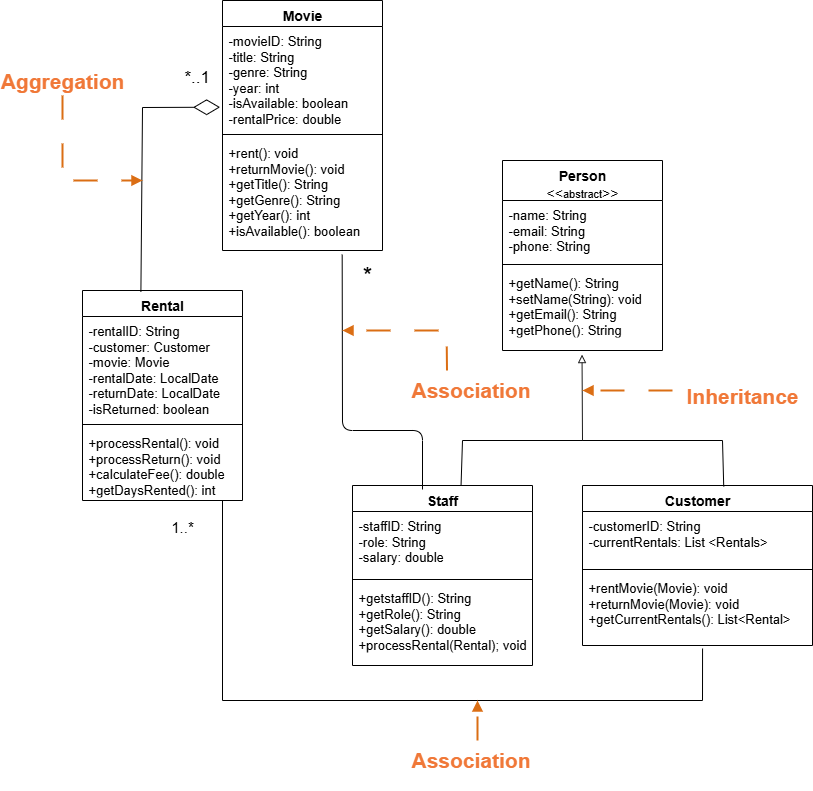 Movie
-movieID: String
-title: String
-genre: String
-year: int
-isAvailable: boolean
-rentalPrice: double
+rent(): void
+returnMovie(): void
+getTitle(): String
+getGenre(): String
+getYear(): int
+isAvailable(): boolean
*..1
Aggregation
Person
<<abstract>>
-name: String
-email: String
-phone: String
+getName(): String
+setName(String): void
+getEmail(): String
+getPhone(): String
*
Rental
-rentalID: String
-customer: Customer
-movie: Movie
-rentalDate: LocalDate
-returnDate: LocalDate
-isReturned: boolean
+processRental(): void
+processReturn(): void
+calculateFee(): double
+getDaysRented(): int
Association
Inheritance
1..*
Staff
-staffID: String
-role: String
-salary: double
+getstaffID(): String
+getRole(): String
+getSalary(): double
+processRental(Rental); void
Customer
-customerID: String
-currentRentals: List <Rentals>
+rentMovie(Movie): void
+returnMovie(Movie): void
+getCurrentRentals(): List<Rental>
Association